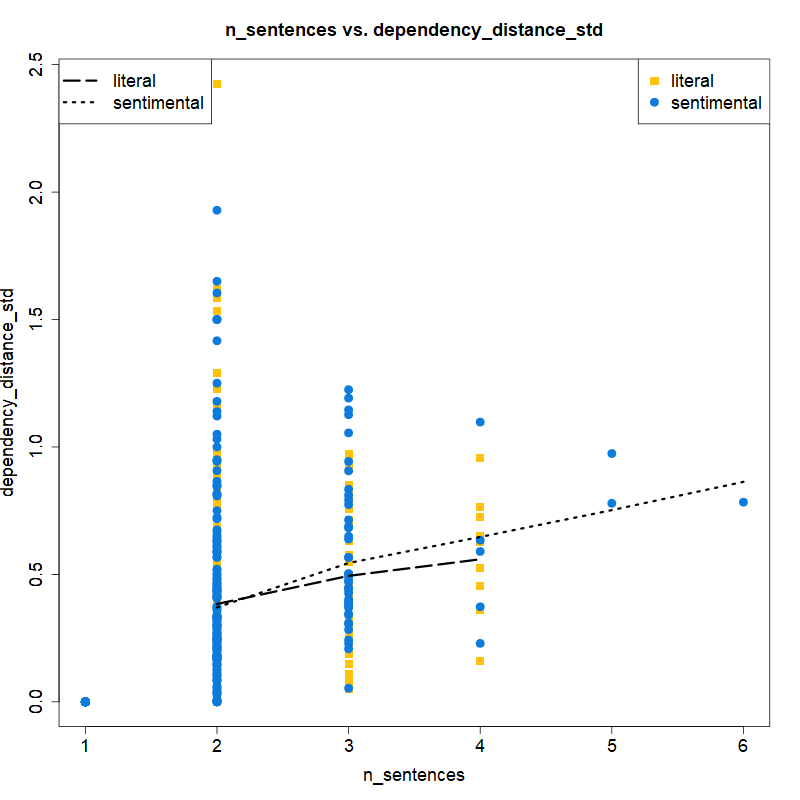 n_sentences vs. dependency_distance_std
literal
sentimental
literal
sentimental
dependency_distance_std
2.5
2.0
1.5
1.0
0.5
0.0
1 2 3 4 5 6
n_sentences